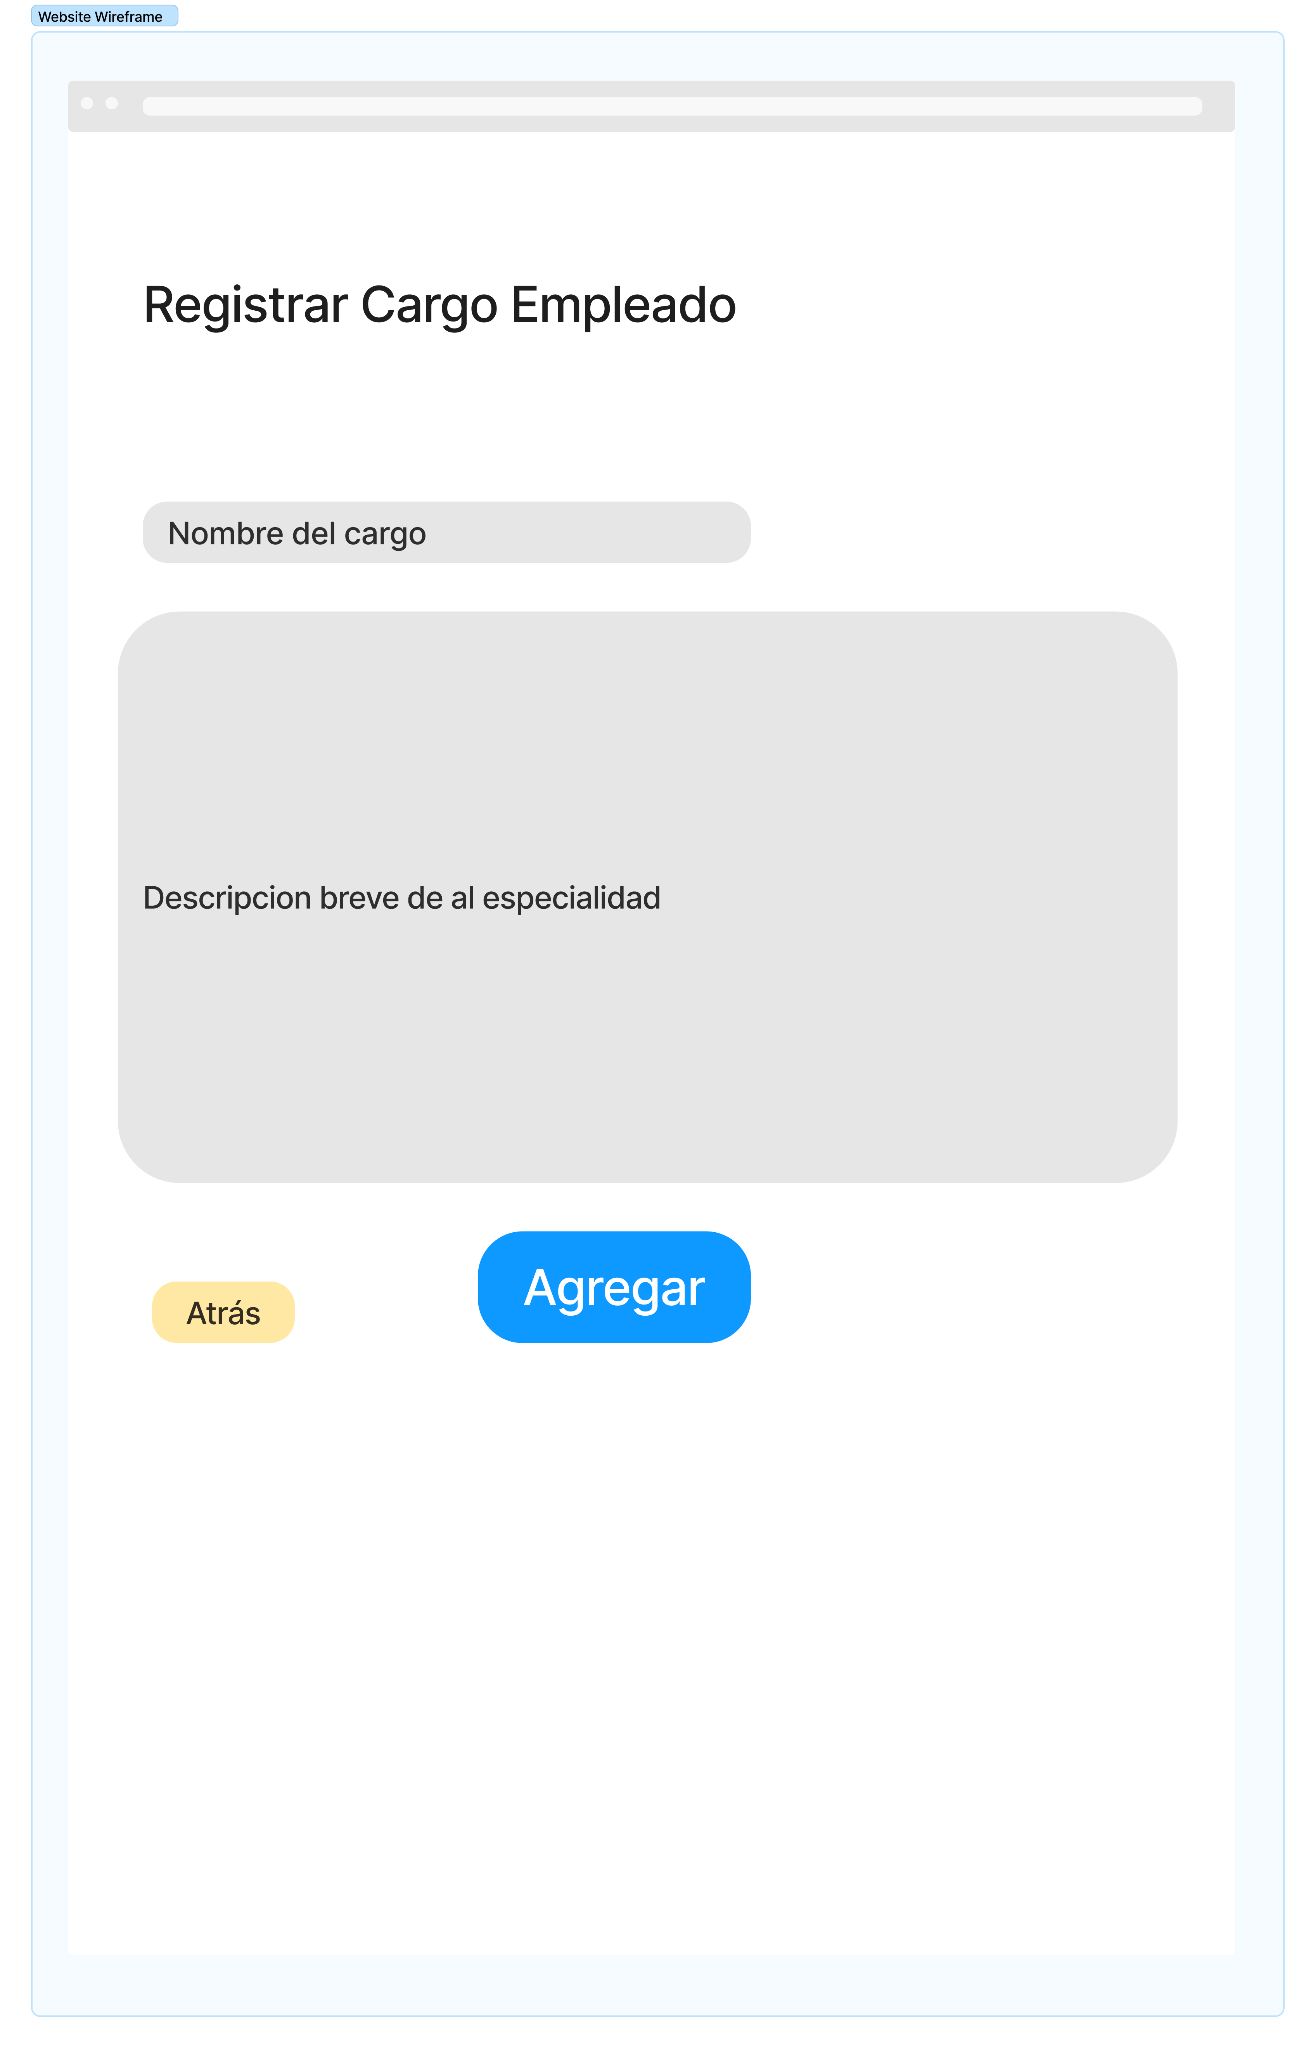 Website Wireframe
Registrar Cargo Empleado
Nombre del cargo
Descripcion breve de al especialidad
Agregar
Atrás